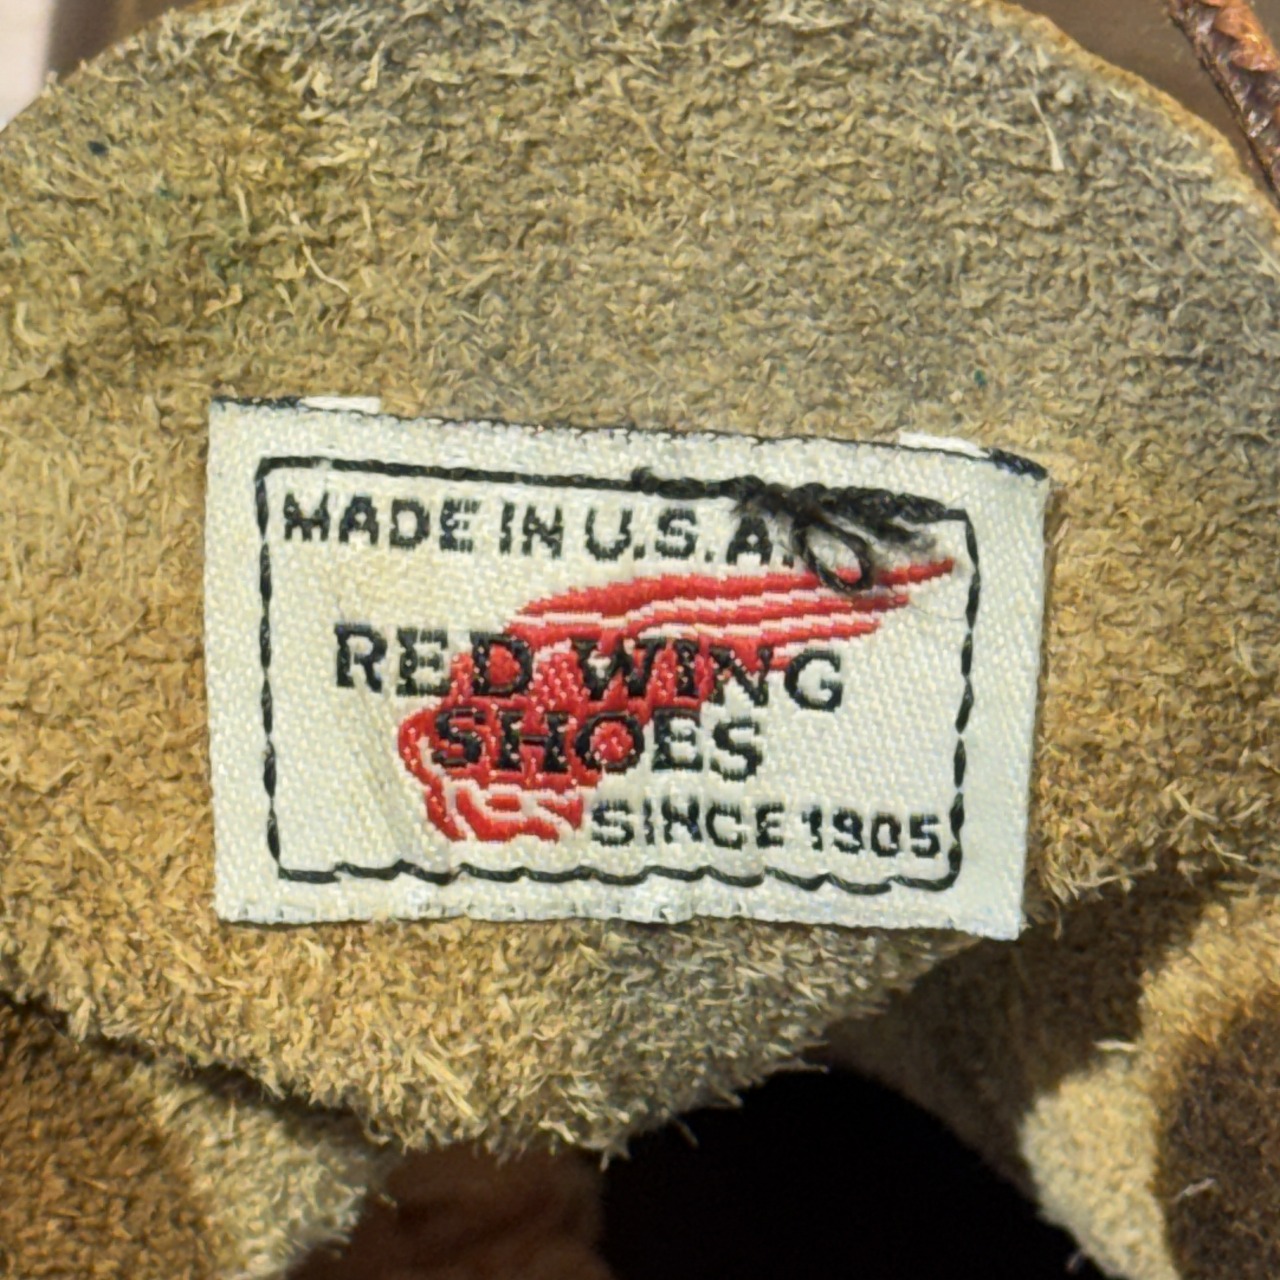 MADE IN U.S.A.
RED WING
SHOES
SINCE 1905